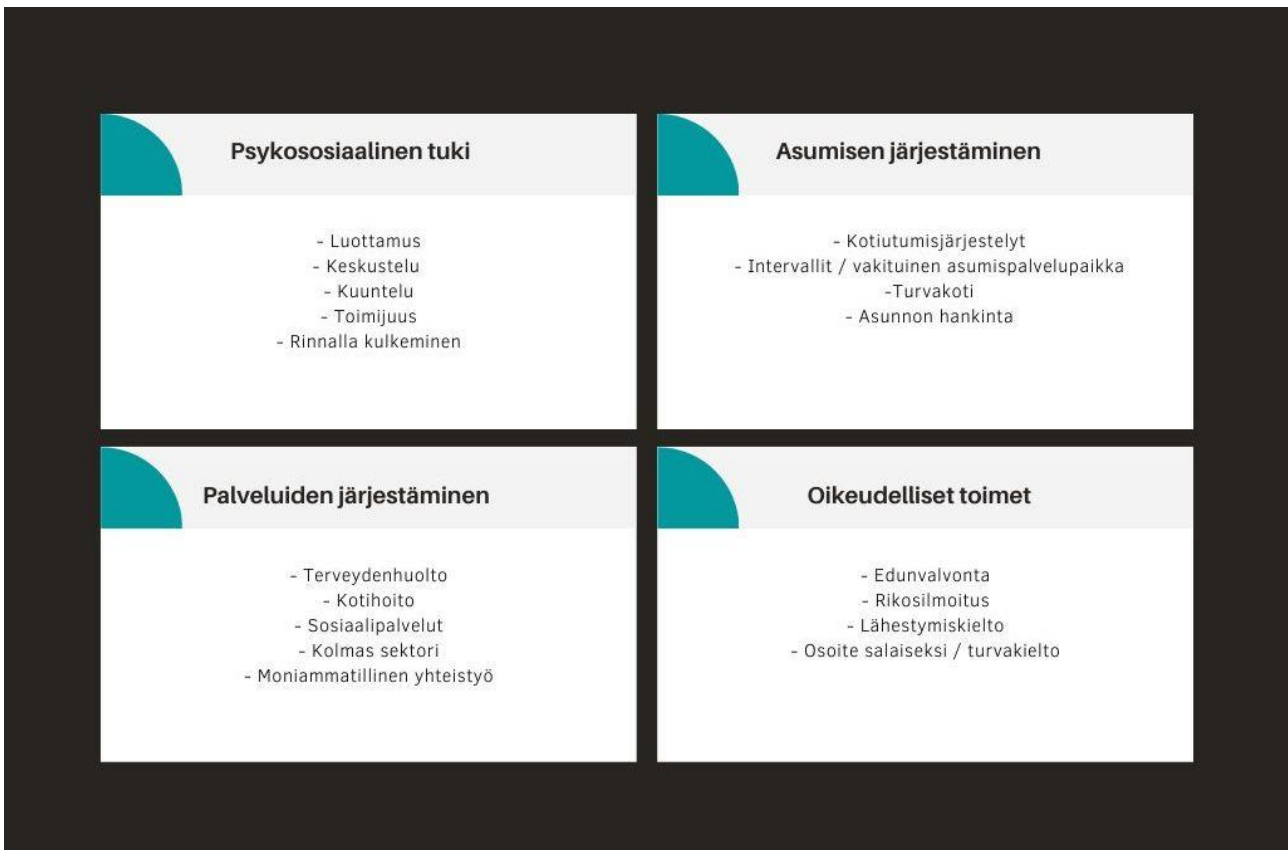 Psykososiaalinen tuki
- Luottamus
- Keskustelu
- Kuuntelu
- Toimijuus
- Rinnalla kulkeminen
Asumisen järjestäminen
- Kotiutumisjärjestelyt
- Intervallit / vakituinen asumispalvelupaikka
-Turvakoti
- Asunnon hankinta
Palveluiden järjestäminen
- Terveydenhuolto
- Kotihoito
- Sosiaalipalvelut
- Kolmas sektori
- Moniammatillinen yhteistyö
Oikeudelliset toimet
- Edunvalvonta
- Rikosilmoitus
- Lähestymiskielto
- Osoite salaiseksi / turvakielto